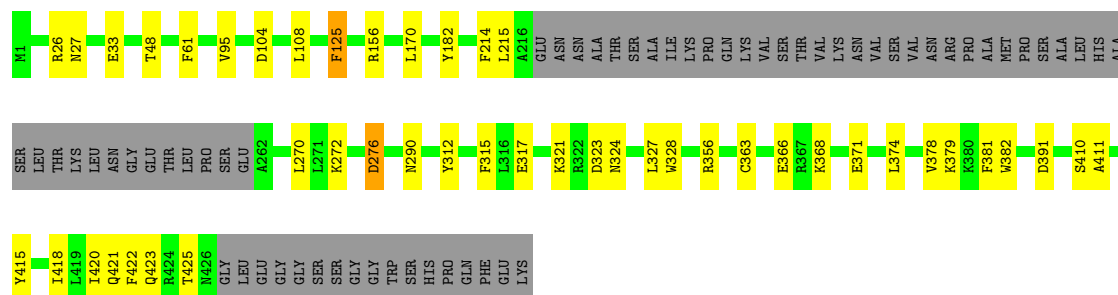 M1 R26 N27 E33 T48 F61 V95 D104 L108 F125 R156 L170 Y182 F214 L215 A216 GLU ASN ASN ALA THR SER ALA ILE LYS PRO GLN LYS VAL SER THR VAL LYS ASN VAL SER VAL ASN ARG PRO ALA MET PRO SER ALA LEU HIS ALA
SER LEU THR LYS LEU ASN GLY GLU THR LEU PRO SER GLU A262 L270 L271 K272 D276 N290 Y312 F315 L316 E317 K321 R322 D323 N324 L327 W328 R356 C363 E366 R367 K368 E371 L374 V378 K379 K380 F381 W382 D391 S410 A411
Y415 I418 L419 I420 Q421 F422 Q423 R424 T425 N426 GLY LEU GLU GLY GLY SER SER GLY GLY TRP SER HIS PRO GLN PHE GLU LYS